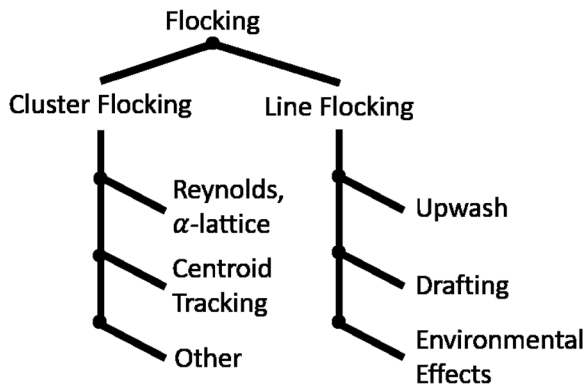 Flocking
Cluster Flocking
Line Flocking
Reynolds,
α-lattice
Centroid
Tracking
Other
Upwash
Drafting
Environmental
Effects